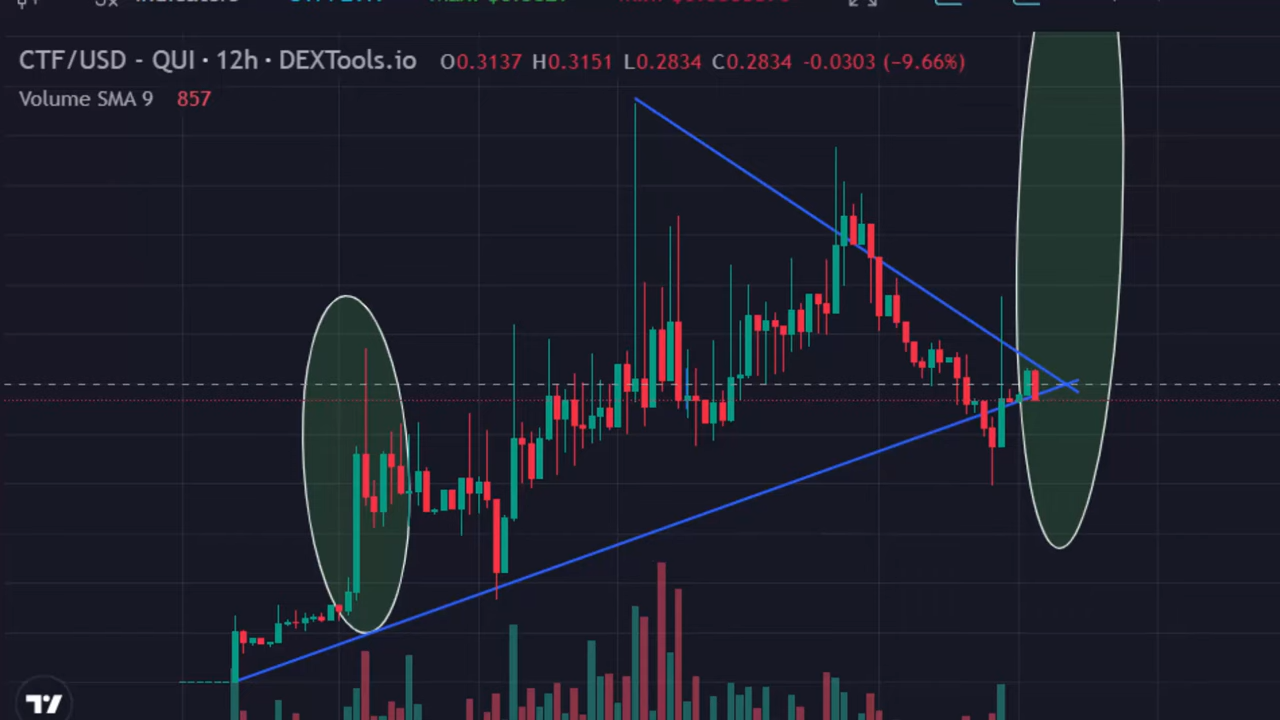 Indicators
CTF/USD - QUI · 12h · DEXTools.io O0.3137 H0.3151 L0.2834 C0.2834 -0.0303 (−9.66%)
Volume SMA 9 857